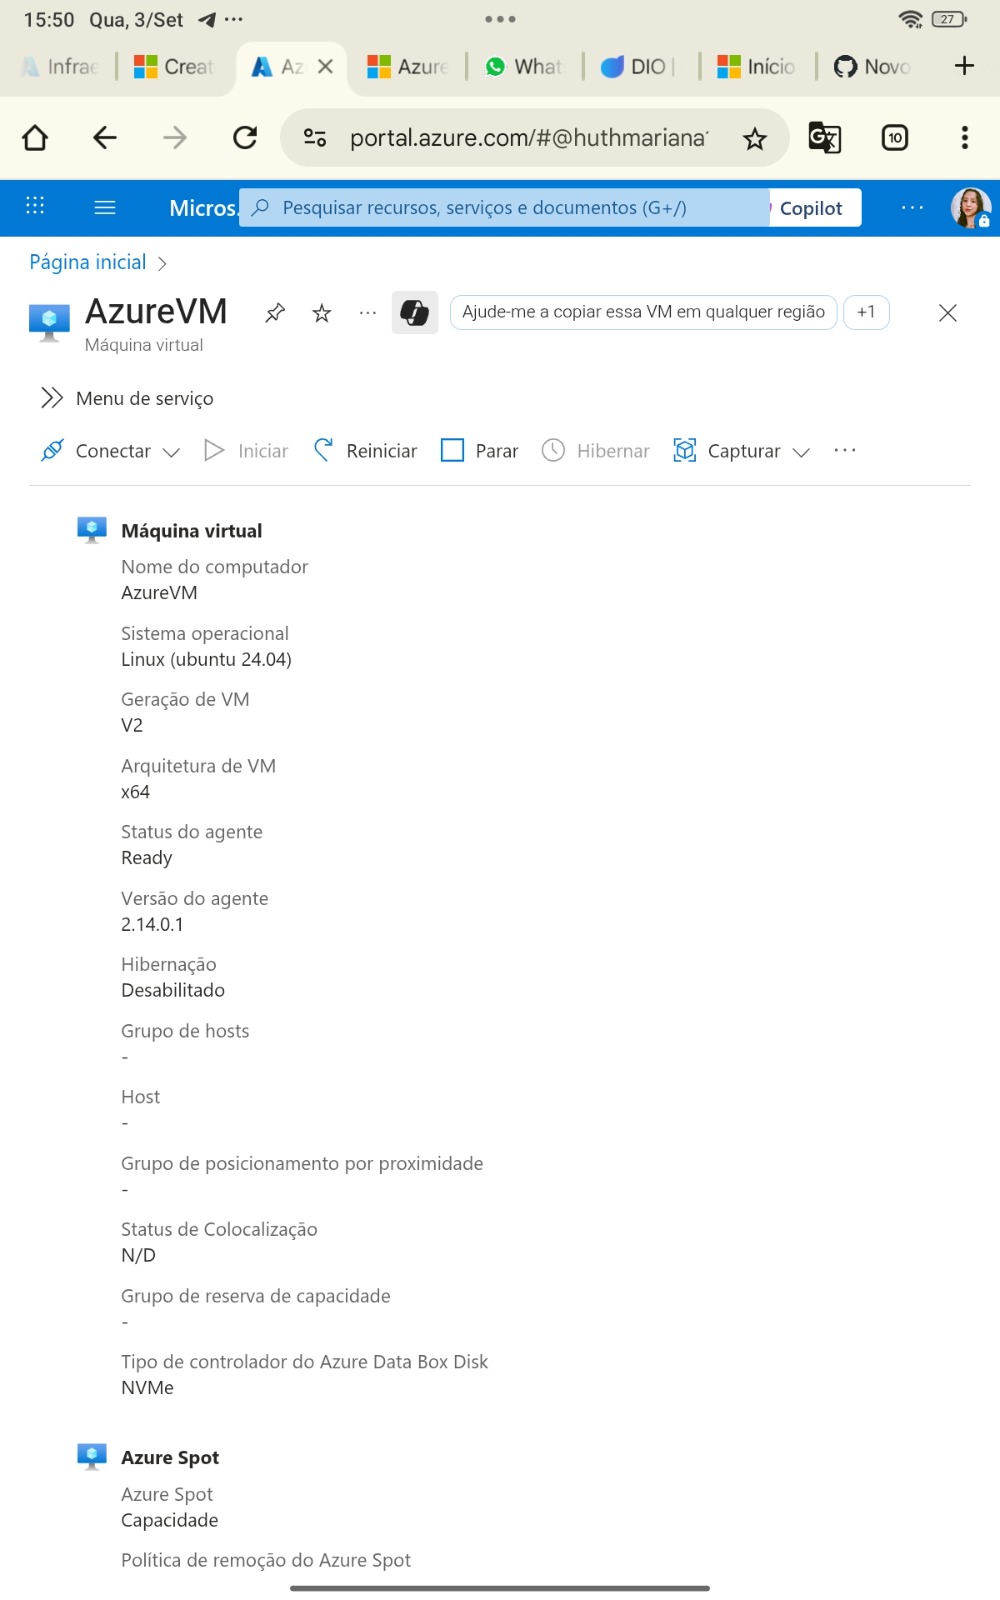 15:50 Qua, 3/Set
27
Infrae
Creat
Az
Azure
What
DIO
Início
Novo
portal.azure.com/#@huthmariana
10
Micros.
Pesquisar recursos, serviços e documentos (G+/)
Copilot
Página inicial
AzureVM
Ajude-me a copiar essa VM em qualquer região
+1
Máquina virtual
Menu de serviço
Conectar
Iniciar
Reiniciar
Parar
Hibernar
Capturar
Máquina virtual
Nome do computador
AzureVM
Sistema operacional
Linux (ubuntu 24.04)
Geração de VM
V2
Arquitetura de VM
x64
Status do agente
Ready
Versão do agente
2.14.0.1
Hibernação
Desabilitado
Grupo de hosts
-
Host
-
Grupo de posicionamento por proximidade
-
Status de Colocalização
N/D
Grupo de reserva de capacidade
-
Tipo de controlador do Azure Data Box Disk
NVMe
Azure Spot
Azure Spot
Capacidade
Política de remoção do Azure Spot